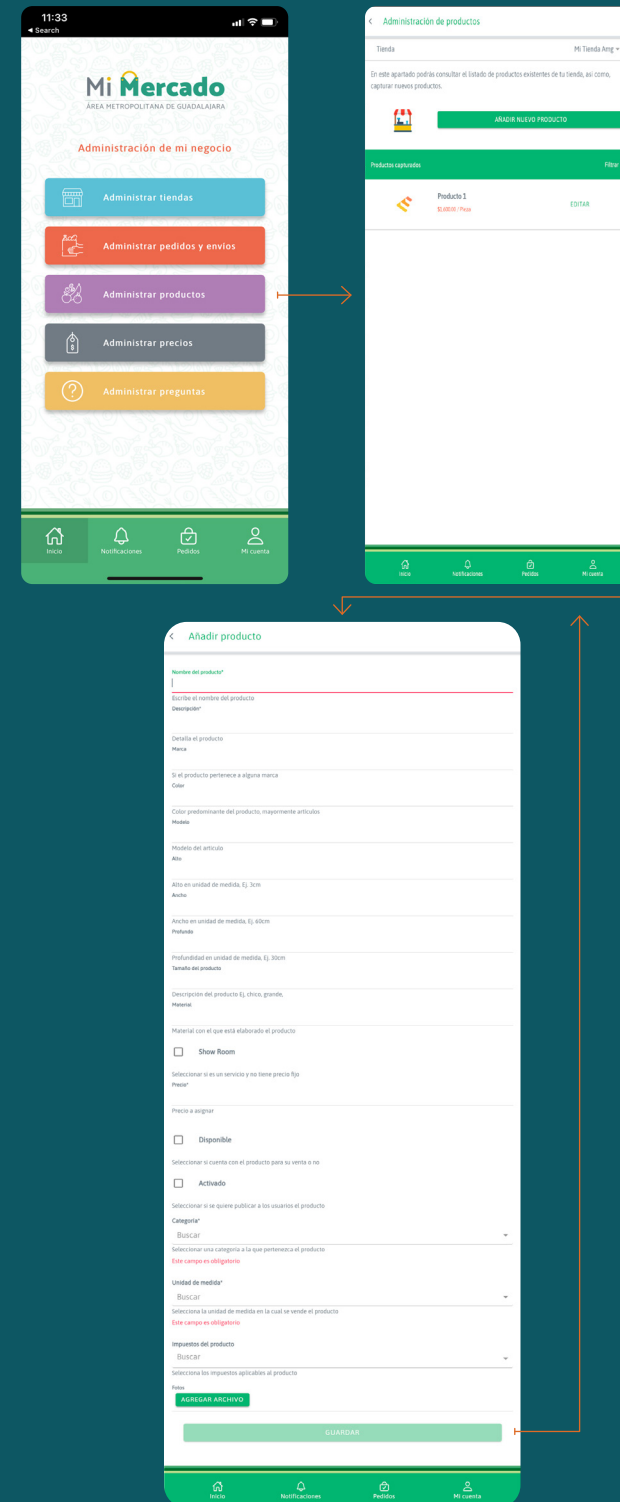 11:33
◄ Search
Mi Mercado
ÁREA METROPOLITANA DE GUADALAJARA
Administración de mi negocio
Administrar tiendas
Administrar pedidos y envíos
Administrar productos
Administrar precios
Administrar preguntas
Inicio
Notificaciones
Pedidos
Mi cuenta
Administración de productos
Tienda
Mi Tienda Amg
En este apartado podrás consultar el listado de productos existentes de tu tienda, así como,
capturar nuevos productos.
AÑADIR NUEVO PRODUCTO
Productos capturados
Filtrar
Producto 1
$1,600.00 / Pieza
EDITAR
Inicio
Notificaciones
Pedidos
Mi cuenta
Añadir producto
Nombre del producto*
Escribe el nombre del producto
Descripción*
Detalla el producto
Marca
Si el producto pertenece a alguna marca
Color
Color predominante del producto, mayormente artículos
Modelo
Modelo del artículo
Alto
Alto en unidad de medida, Ej. 3cm
Ancho
Ancho en unidad de medida, Ej. 60cm
Profundo
Profundidad en unidad de medida, Ej. 30cm
Tamaño del producto
Descripción del producto Ej, chico, grande,
Material
Material con el que está elaborado el producto
Show Room
Seleccionar si es un servicio y no tiene precio fijo
Precio*
Precio a asignar
Disponible
Seleccionar si cuenta con el producto para su venta o no
Activado
Seleccionar si se quiere publicar a los usuarios el producto
Categoría*
Buscar
Seleccionar una categoría a la que pertenezca el producto
Este campo es obligatorio
Unidad de medida*
Buscar
Selecciona la unidad de medida en la cual se vende el producto
Este campo es obligatorio
Impuestos del producto
Buscar
Selecciona los impuestos aplicables al producto
Fotos
AGREGAR ARCHIVO
GUARDAR
Inicio
Notificaciones
Pedidos
Mi cuenta